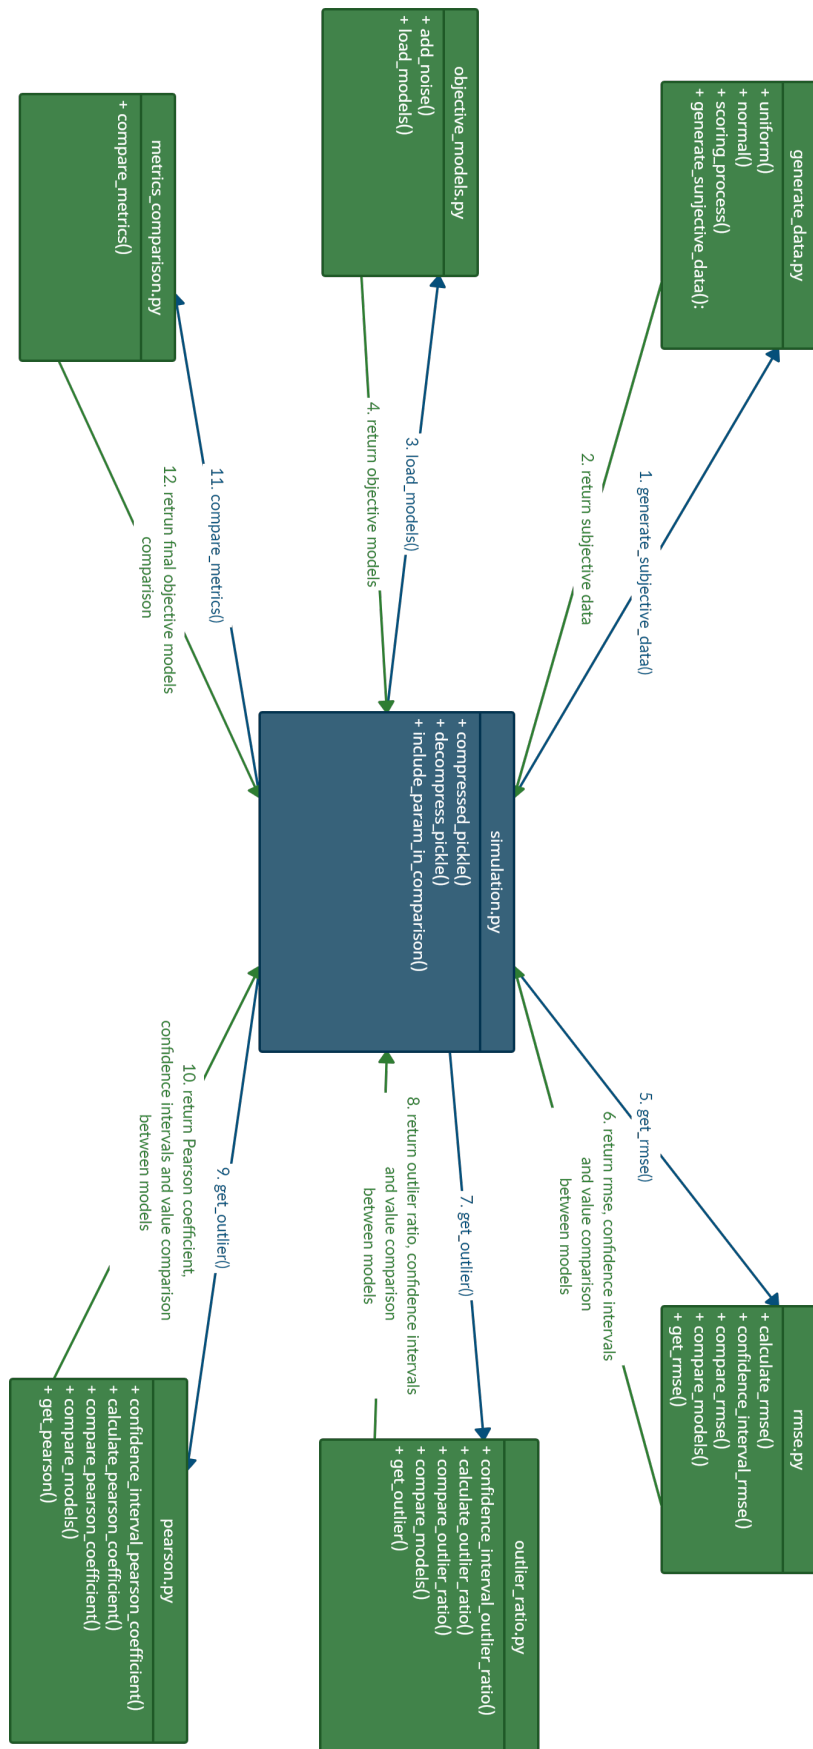 generate_data.py
+ uniform()
+ normal()
+ scoring_process()
+ generate_sunjective_data():
1. generate_subjective_data()
2. return subjective data
rmse.py
+ calculate_rmse()
+ confidence_interval_rmse()
+ compare_rmse()
+ compare_models()
+ get_rmse()
5. get_rmse()
6. return rmse, confidence intervals
and value comparison
between models
objective_models.py
+ add_noise()
+ load_models()
3. load_models()
4. return objective models
simulation.py
+ compressed_pickle()
+ decompress_pickle()
+ include_param_in_comparison()
7. get_outlier()
8. return outlier ratio, confidence intervals
and value comparison
between models
outlier_ratio.py
+ confidence_interval_outlier_ratio()
+ calculate_outlier_ratio()
+ compare_outlier_ratio()
+ compare_models()
+ get_outlier()
metrics_comparison.py
+ compare_metrics()
11. compare_metrics()
12. retrun final objective models
comparison
9. get_outlier()
10. return Pearson coefficient,
confidence intervals and value comparison
between models
pearson.py
+ confidence_interval_pearson_coefficient()
+ calculate_pearson_coefficient()
+ compare_pearson_coefficient()
+ compare_models()
+ get_pearson()